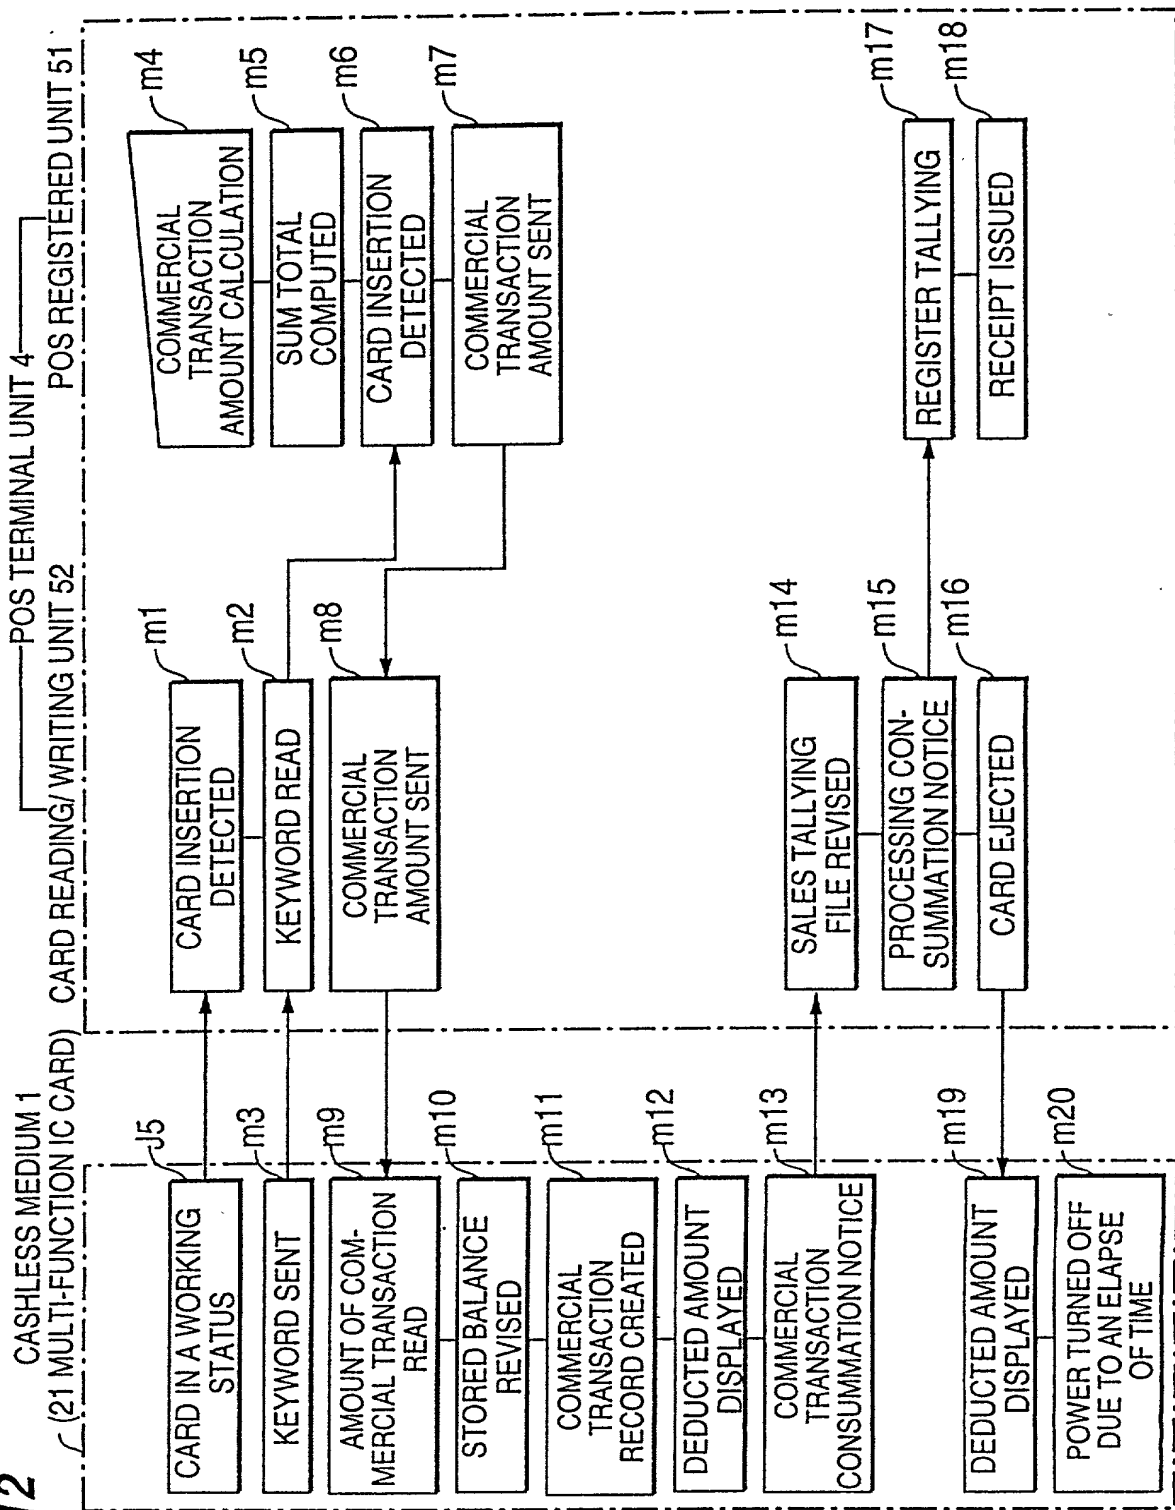 12
CASHLESS MEDIUM 1
(21 MULTI-FUNCTION IC CARD)
POS TERMINAL UNIT 4
CARD READING/WRITING UNIT 52
POS REGISTERED UNIT 51
J5
CARD IN A WORKING
STATUS
m3
KEYWORD SENT
m9
AMOUNT OF COM-
MERCIAL TRANSACTION
READ
m10
STORED BALANCE
REVISED
m11
COMMERCIAL
TRANSACTION
RECORD CREATED
m12
DEDUCTED AMOUNT
DISPLAYED
m13
COMMERCIAL
TRANSACTION
CONSUMMATION NOTICE
m19
DEDUCTED AMOUNT
DISPLAYED
m20
POWER TURNED OFF
DUE TO AN ELAPSE
OF TIME
m1
CARD INSERTION
DETECTED
m2
KEYWORD READ
m8
COMMERCIAL
TRANSACTION
AMOUNT SENT
m14
SALES TALLYING
FILE REVISED
m15
PROCESSING CON-
SUMMATION NOTICE
m16
CARD EJECTED
m4
COMMERCIAL
TRANSACTION
AMOUNT CALCULATION
m5
SUM TOTAL
COMPUTED
m6
CARD INSERTION
DETECTED
m7
COMMERCIAL
TRANSACTION
AMOUNT SENT
m17
REGISTER TALLYING
m18
RECEIPT ISSUED